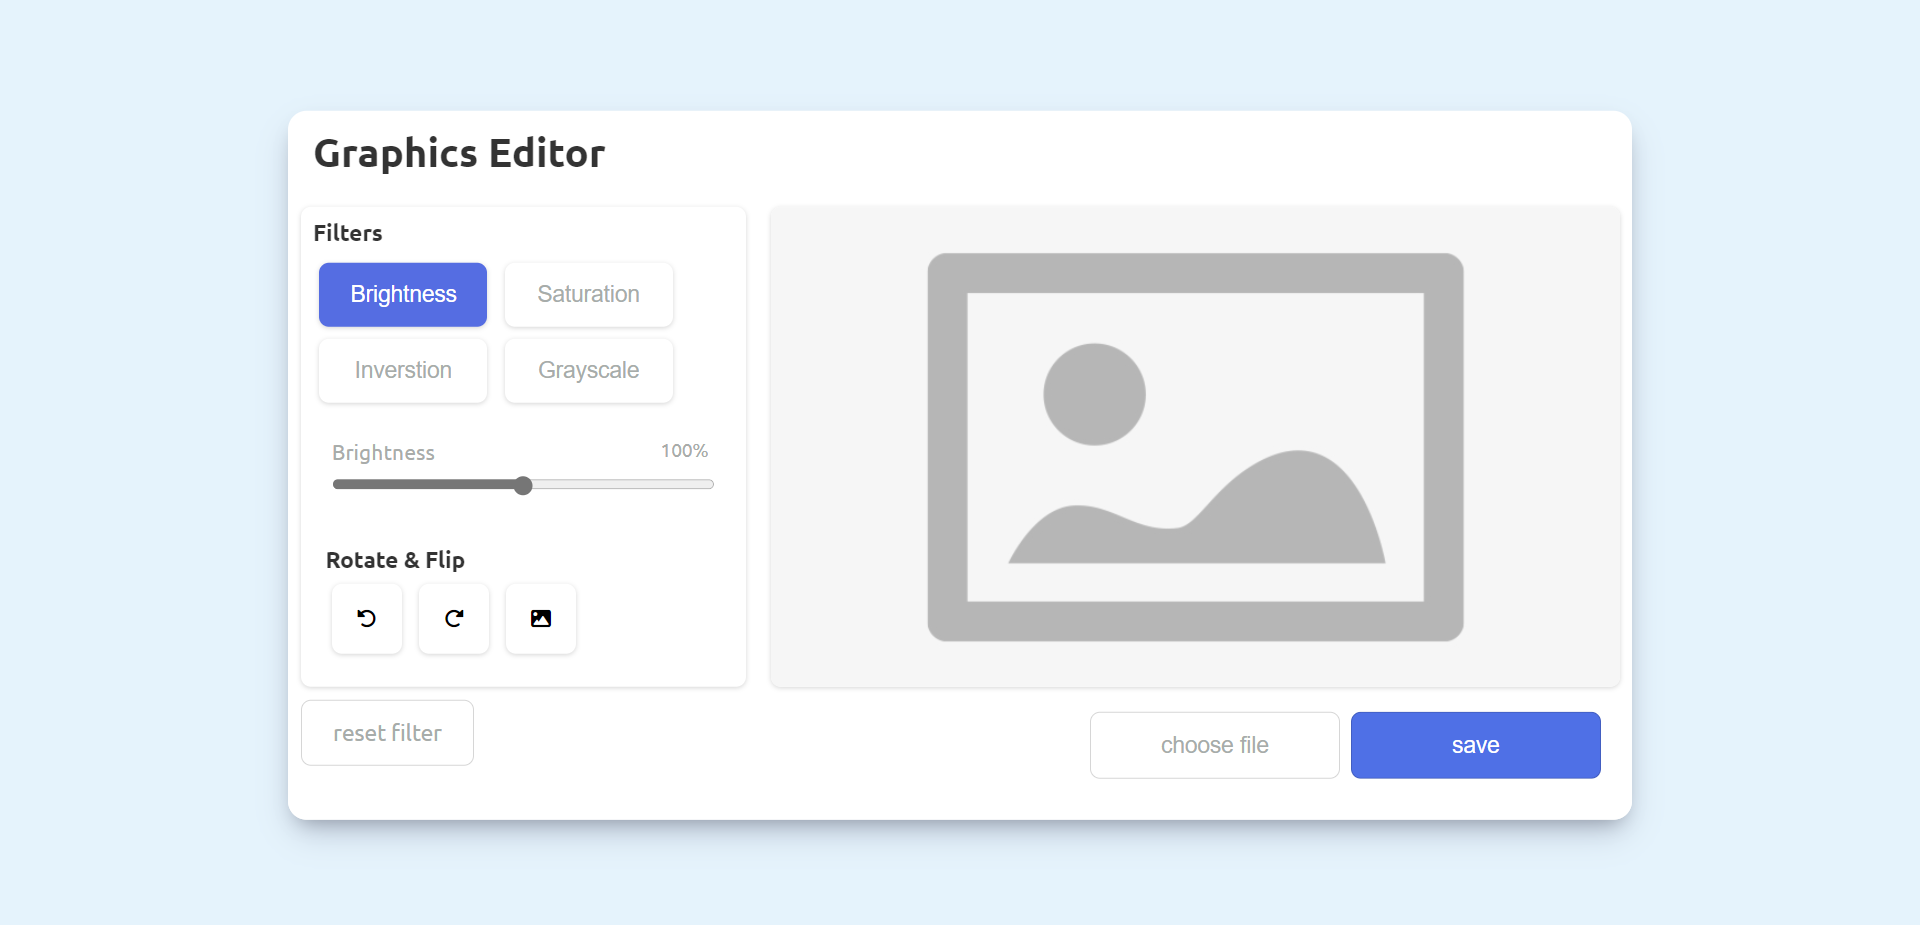 Graphics Editor
Filters
Brightness
Saturation
Inverstion
Grayscale
Brightness
100%
Rotate & Flip
reset filter
choose file
save